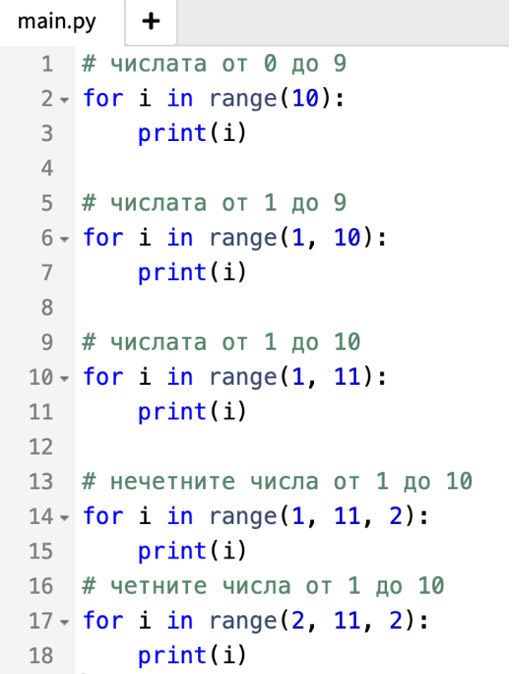 main.py +
1 # числата от 0 до 9
2 for i in range(10):
3     print(i)
4
5 # числата от 1 до 9
6 for i in range(1, 10):
7     print(i)
8
9 # числата от 1 до 10
10 for i in range(1, 11):
11     print(i)
12
13 # нечетните числа от 1 до 10
14 for i in range(1, 11, 2):
15     print(i)
16 # четните числа от 1 до 10
17 for i in range(2, 11, 2):
18     print(i)